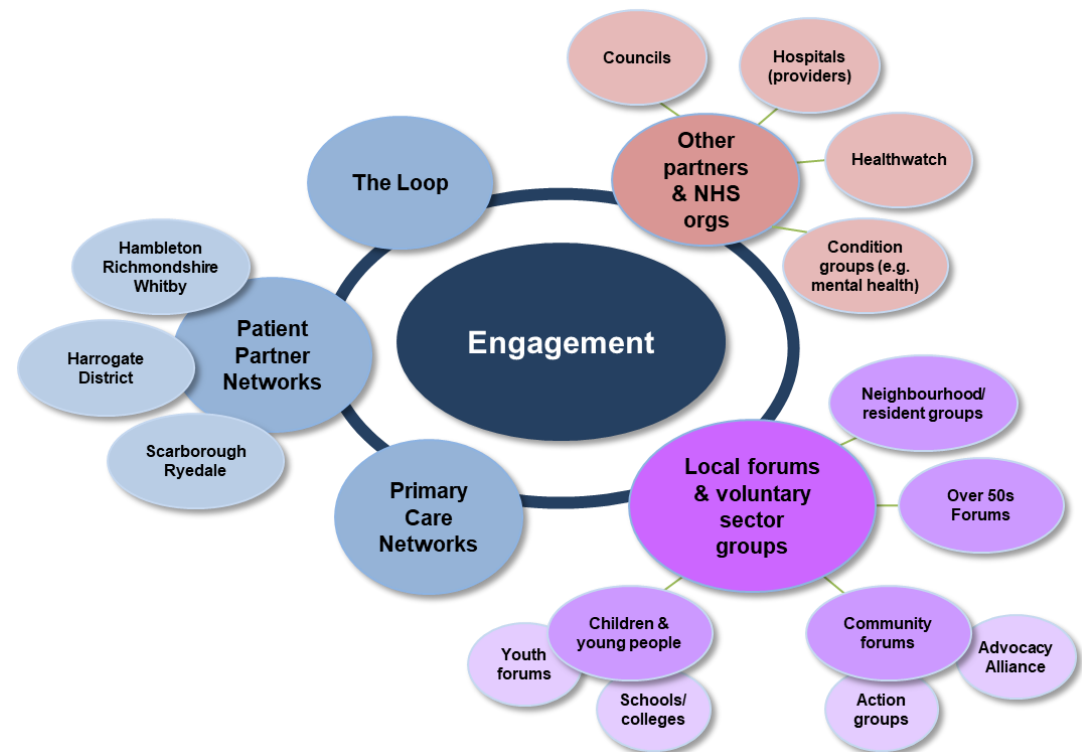 Councils
Hospitals
(providers)
Other
partners
& NHS
orgs
Healthwatch
Condition
groups (e.g.
mental health)
The Loop
Hambleton
Richmondshire
Whitby
Patient
Partner
Networks
Harrogate
District
Scarborough
Ryedale
Engagement
Primary
Care
Networks
Local forums
& voluntary
sector
groups
Neighbourhood/
resident groups
Over 50s
Forums
Children &
young people
Youth
forums
Schools/
colleges
Community
forums
Advocacy
Alliance
Action
groups